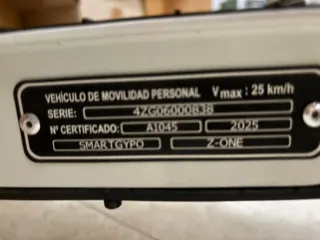 VEHÍCULO DE MOVILIDAD PERSONAL Vmax: 25 km/h
SERIE: 4ZG06000838
Nº CERTIFICADO: A1045 2025
SMARTGYPO Z-ONE